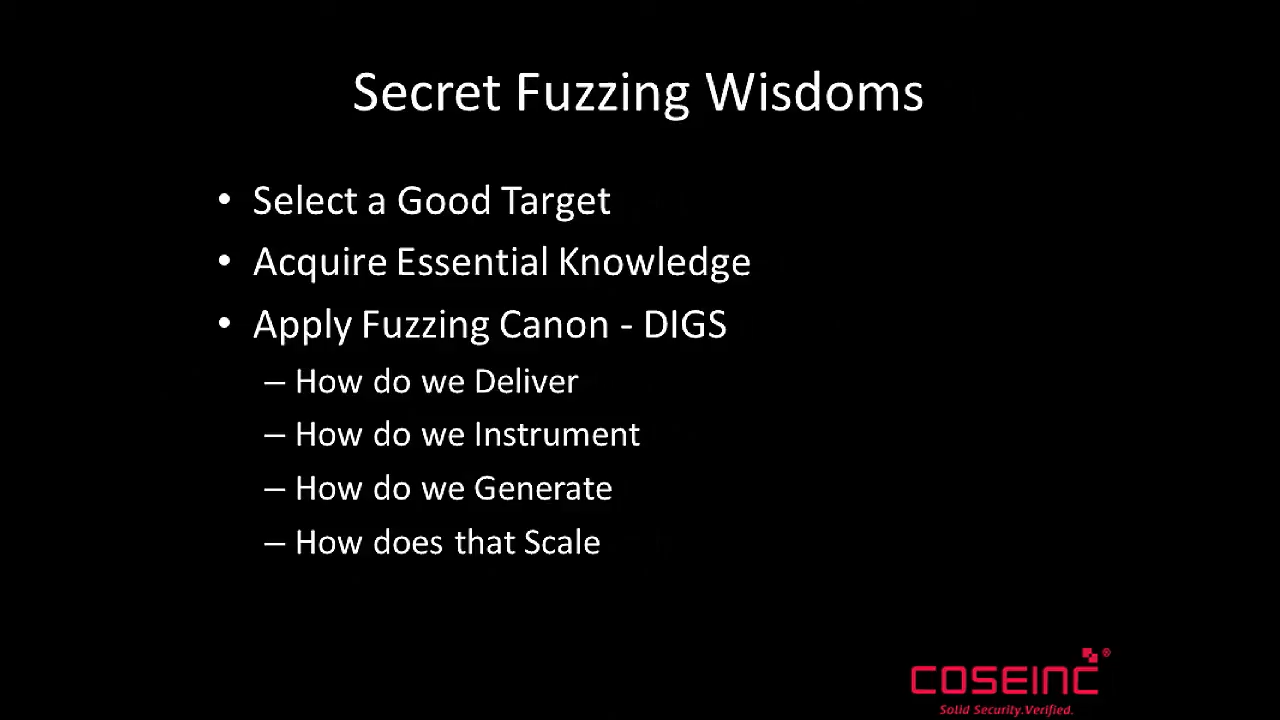 Secret Fuzzing Wisdoms
• Select a Good Target
• Acquire Essential Knowledge
• Apply Fuzzing Canon - DIGS
– How do we Deliver
– How do we Instrument
– How do we Generate
– How does that Scale
COSEINC®
Solid Security.Verified.